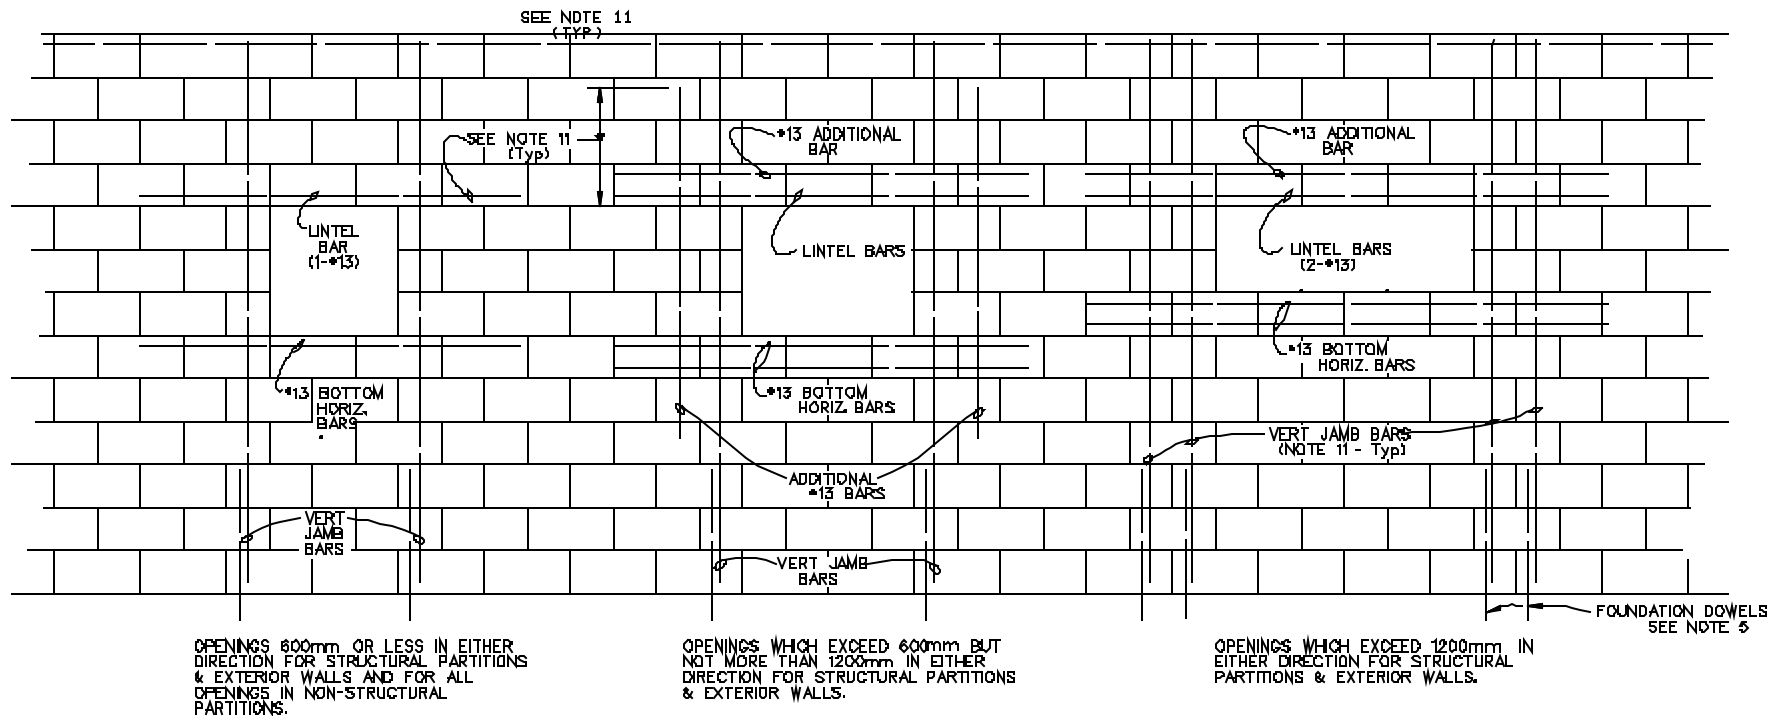 SEE NOTE 11
(TYP)
SEE NOTE 11
(Typ)
#13 ADDITIONAL
BAR
#13 ADDITIONAL
BAR
LINTEL
BAR
(1-#13)
LINTEL BARS
LINTEL BARS
(2-#13)
#13 BOTTOM
HORIZ. BARS
#13 BOTTOM
HORIZ.
BARS
#13 BOTTOM
HORIZ. BARS
VERT JAMB BARS
(NOTE 11 - Typ)
ADDITIONAL
#13 BARS
VERT
JAMB
BARS
VERT JAMB
BARS
FOUNDATION DOWELS
SEE NOTE 5
OPENINGS 600mm OR LESS IN EITHER
DIRECTION FOR STRUCTURAL PARTITIONS
& EXTERIOR WALLS AND FOR ALL
OPENINGS IN NON-STRUCTURAL
PARTITIONS.
OPENINGS WHICH EXCEED 600mm BUT
NOT MORE THAN 1200mm IN EITHER
DIRECTION FOR STRUCTURAL PARTITIONS
& EXTERIOR WALLS.
OPENINGS WHICH EXCEED 1200mm IN
EITHER DIRECTION FOR STRUCTURAL
PARTITIONS & EXTERIOR WALLS.